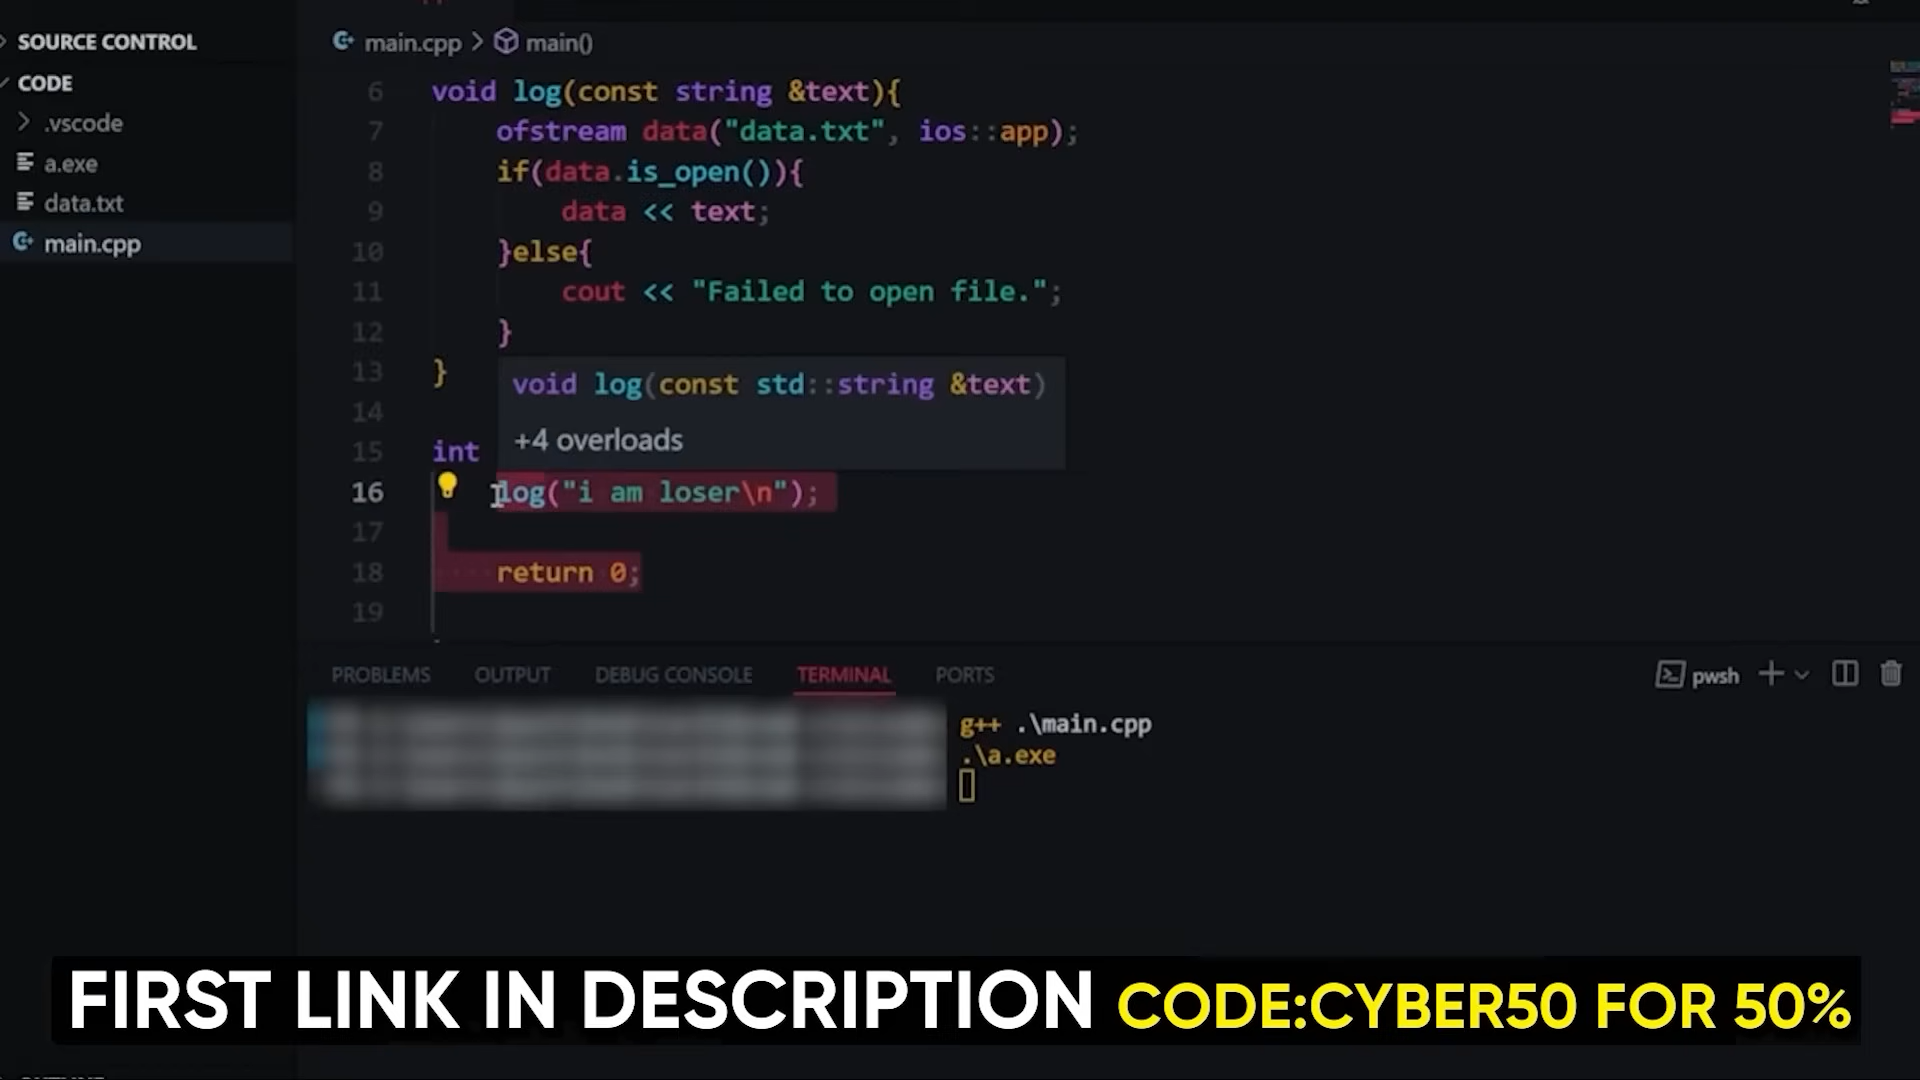 SOURCE CONTROL
CODE
.vscode
a.exe
data.txt
main.cpp
main.cpp > main()
6 void log(const string &text){
7 ofstream data("data.txt", ios::app);
8 if(data.is_open()){
9 data << text;
10 }else{
11 cout << "Failed to open file.";
12 }
13 }
void log(const std::string &text)
14
+4 overloads
15 int
16 log("i am loser\n");
17
18 return 0;
19
PROBLEMS OUTPUT DEBUG CONSOLE TERMINAL PORTS
pwsh
g++ .\main.cpp
.\a.exe
FIRST LINK IN DESCRIPTION CODE:CYBER50 FOR 50%